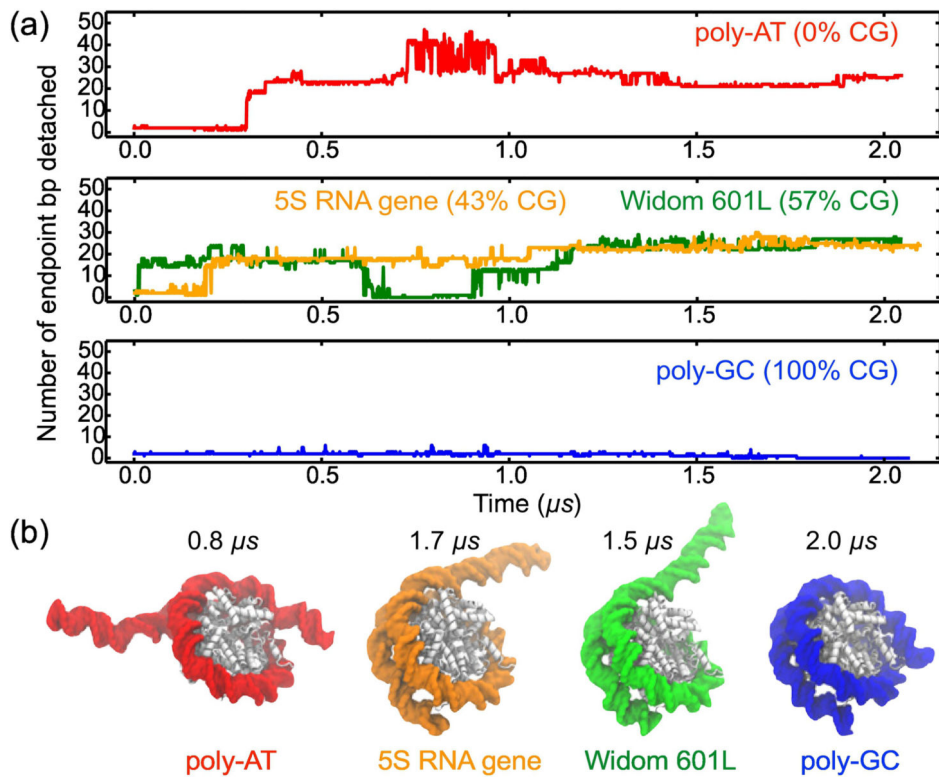 (a)
Number of endpoint bp detached
poly-AT (0% CG)
50
40
30
20
10
0
0.0 0.5 1.0 1.5 2.0
5S RNA gene (43% CG) Widom 601L (57% CG)
50
40
30
20
10
0
0.0 0.5 1.0 1.5 2.0
poly-GC (100% CG)
50
40
30
20
10
0
0.0 0.5 1.0 1.5 2.0
Time (μs)
(b)
0.8 μs 1.7 μs 1.5 μs 2.0 μs
poly-AT 5S RNA gene Widom 601L poly-GC